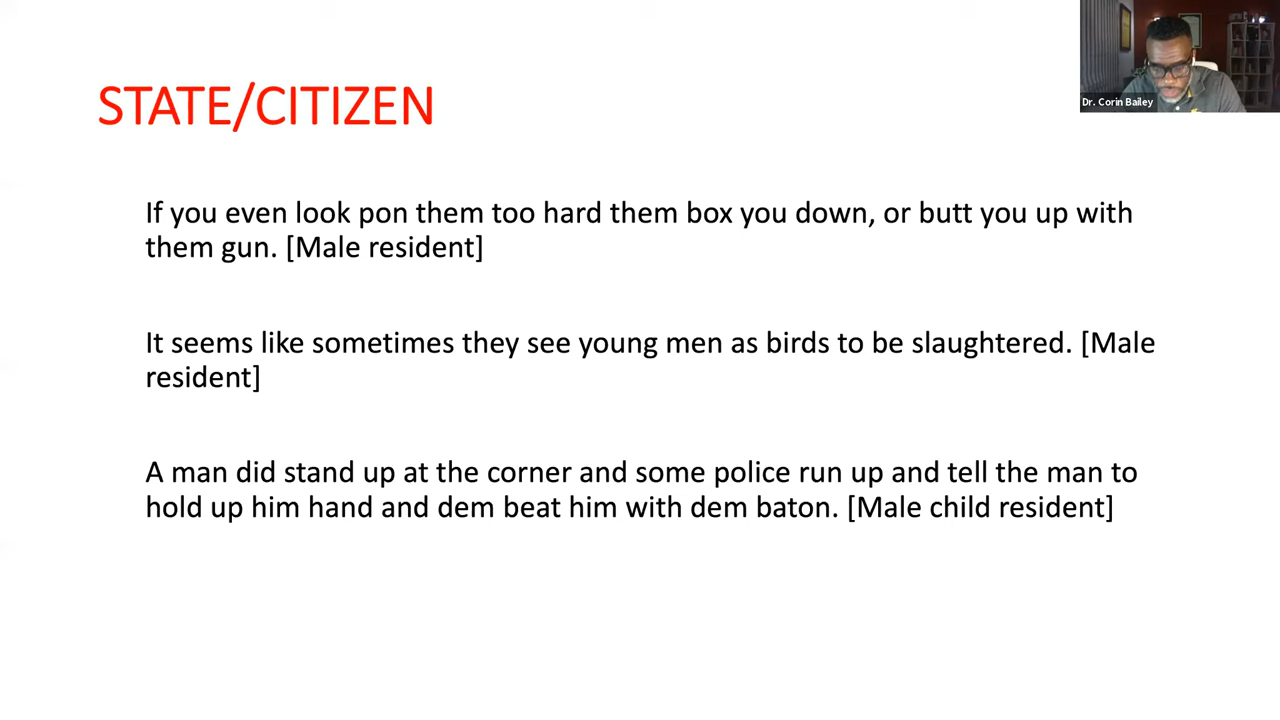 Dr. Corin Bailey
STATE/CITIZEN
If you even look pon them too hard them box you down, or butt you up with
them gun. [Male resident]
It seems like sometimes they see young men as birds to be slaughtered. [Male
resident]
A man did stand up at the corner and some police run up and tell the man to
hold up him hand and dem beat him with dem baton. [Male child resident]